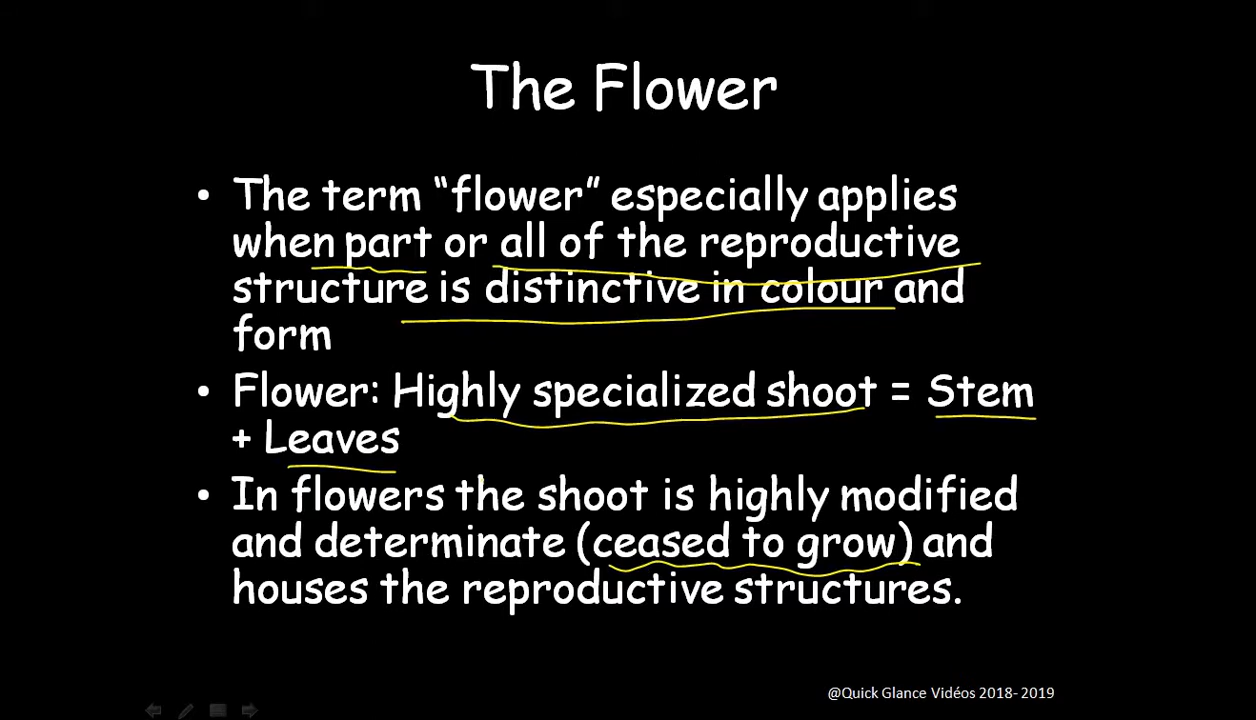 The Flower
• The term “flower” especially applies
when part or all of the reproductive
structure is distinctive in colour and
form
• Flower: Highly specialized shoot = Stem
+ Leaves
• In flowers the shoot is highly modified
and determinate (ceased to grow) and
houses the reproductive structures.
@Quick Glance Vidéos 2018- 2019